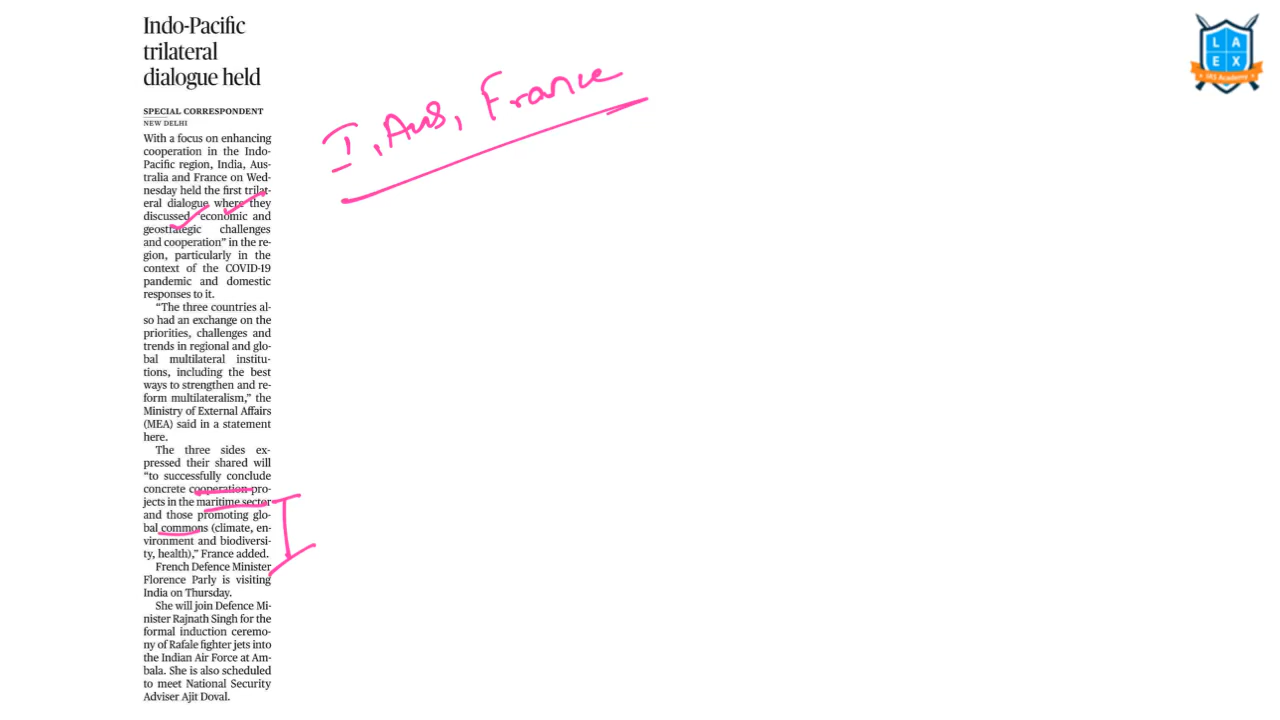 Indo-Pacific
trilateral
dialogue held
SPECIAL CORRESPONDENT
NEW DELHI
With a focus on enhancing
cooperation in the Indo-
Pacific region, India, Aus-
tralia and France on Wed-
nesday held the first trilat-
eral dialogue where they
discussed economic and
geostrategic challenges
and cooperation” in the re-
gion, particularly in the
context of the COVID-19
pandemic and domestic
responses to it.
“The three countries al-
so had an exchange on the
priorities, challenges and
trends in regional and glo-
bal multilateral institu-
tions, including the best
ways to strengthen and re-
form multilateralism,” the
Ministry of External Affairs
(MEA) said in a statement
here.
The three sides ex-
pressed their shared will
“to successfully conclude
concrete cooperation pro-
jects in the maritime sector
and those promoting glo-
bal commons (climate, en-
vironment and biodiversi-
ty, health),” France added.
French Defence Minister
Florence Parly is visiting
India on Thursday.
She will join Defence Mi-
nister Rajnath Singh for the
formal induction ceremo-
ny of Rafale fighter jets into
the Indian Air Force at Am-
bala. She is also scheduled
to meet National Security
Adviser Ajit Doval.
I, Aus, France
L A
E X
IAS Academy